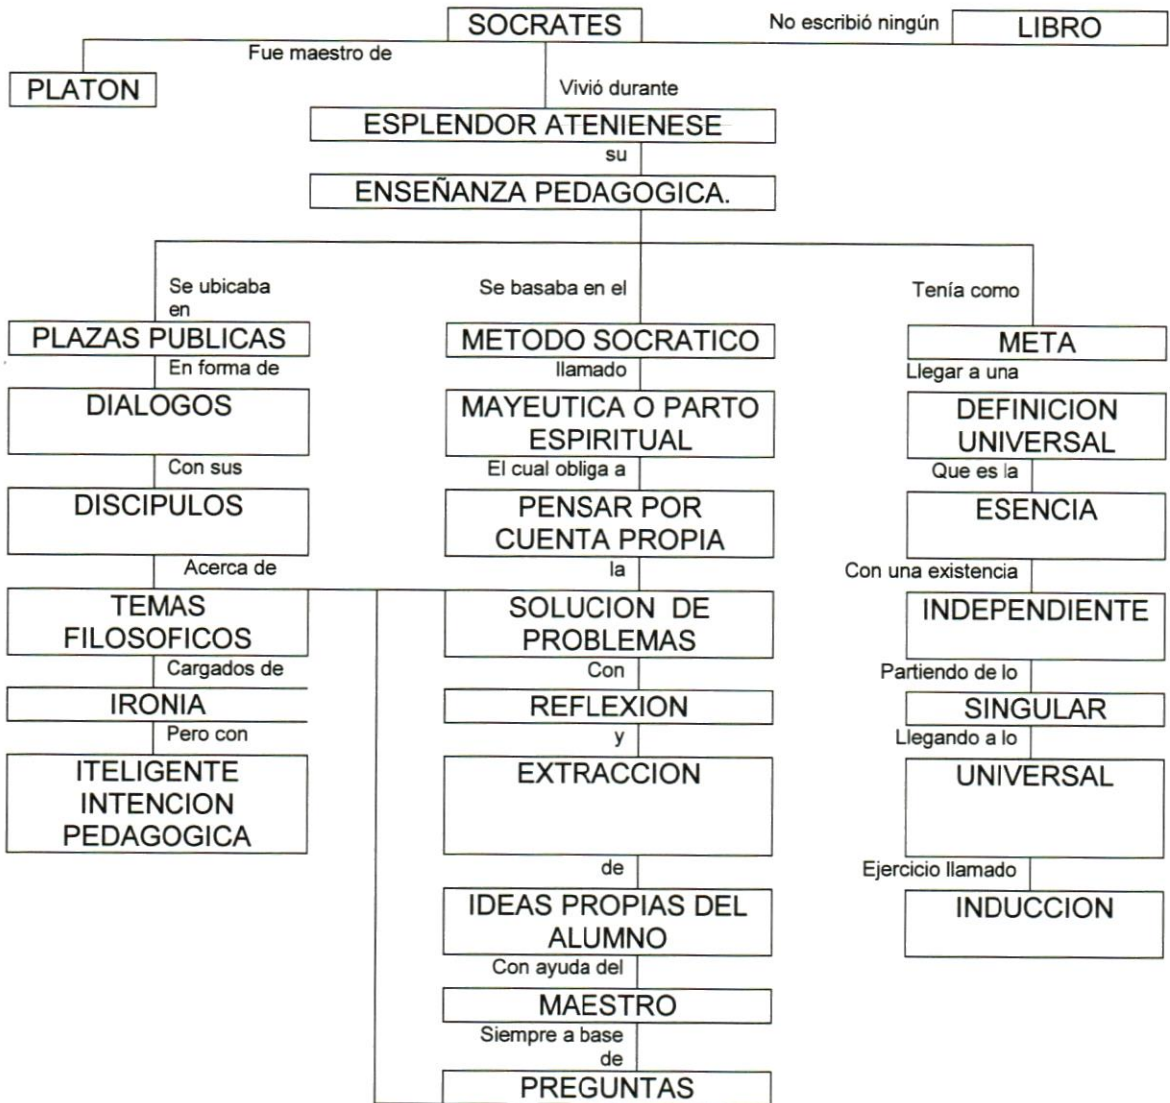 SOCRATES
No escribió ningún
LIBRO
Fue maestro de
PLATON
Vivió durante
ESPLENDOR ATENIENESE
su
ENSEÑANZA PEDAGOGICA.
Se ubicaba
en
PLAZAS PUBLICAS
En forma de
DIALOGOS
Con sus
DISCIPULOS
Acerca de
TEMAS
FILOSOFICOS
Cargados de
IRONIA
Pero con
ITELIGENTE
INTENCION
PEDAGOGICA
Se basaba en el
METODO SOCRATICO
llamado
MAYEUTICA O PARTO
ESPIRITUAL
El cual obliga a
PENSAR POR
CUENTA PROPIA
la
SOLUCION DE
PROBLEMAS
Con
REFLEXION
y
EXTRACCION
de
IDEAS PROPIAS DEL
ALUMNO
Con ayuda del
MAESTRO
Siempre a base
de
PREGUNTAS
Tenía como
META
Llegar a una
DEFINICION
UNIVERSAL
Que es la
ESENCIA
Con una existencia
INDEPENDIENTE
Partiendo de lo
SINGULAR
Llegando a lo
UNIVERSAL
Ejercicio llamado
INDUCCION